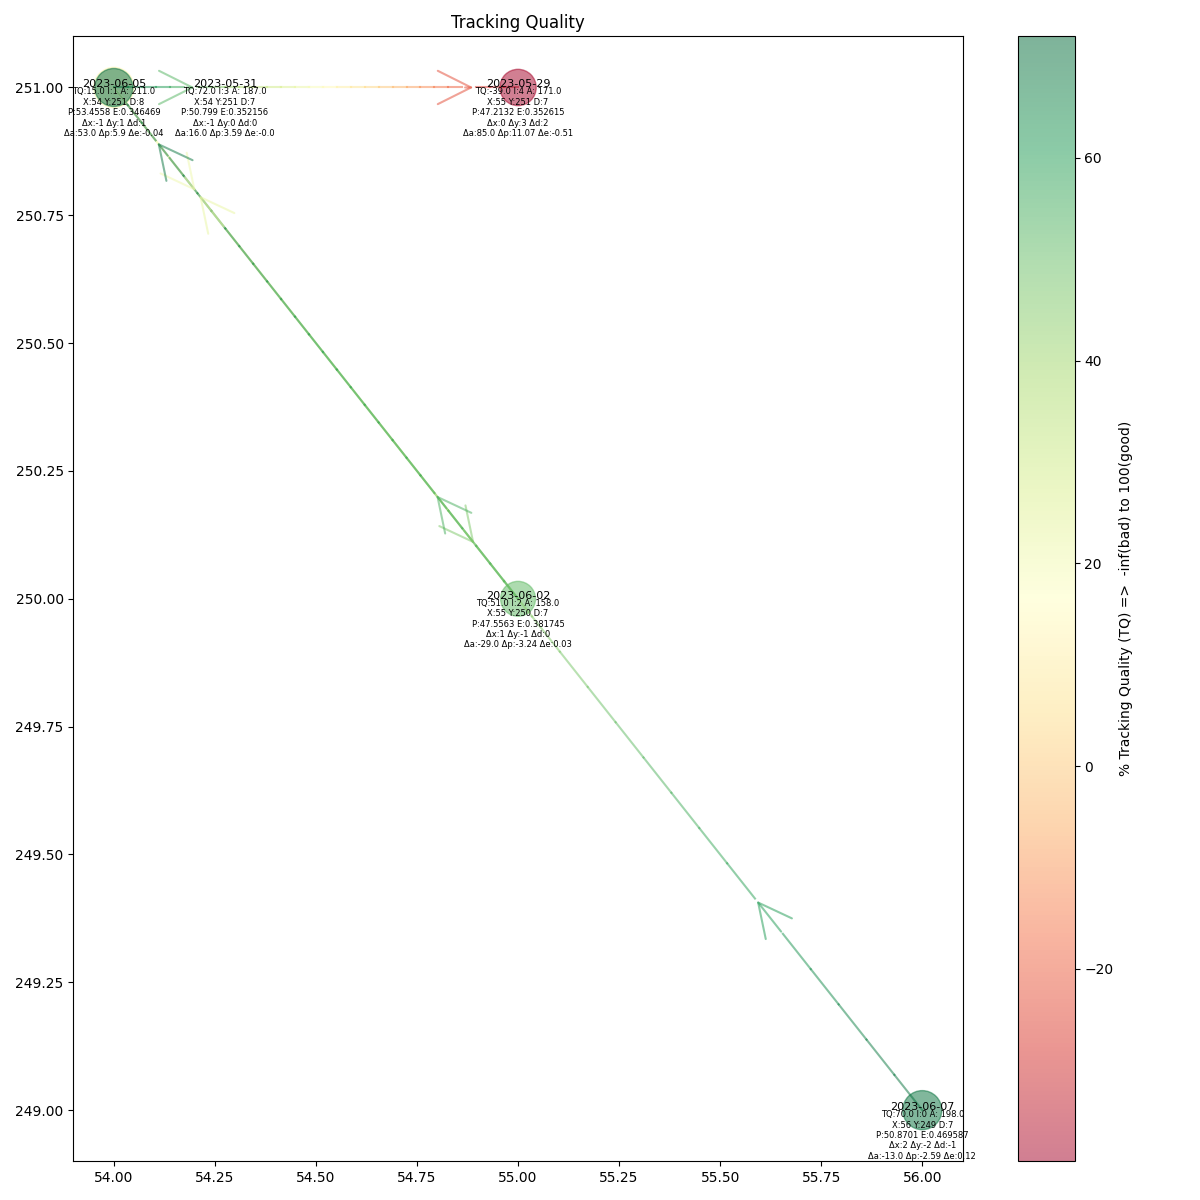 Tracking Quality
2023-06-05
TQ:15.0 I:1 A: 211.0
X:54 Y:251 D:8
P:53.4558 E:0.346469
Δx:-1 Δy:1 Δd:1
Δa:53.0 Δp:5.9 Δe:-0.04
2023-05-31
TQ:72.0 I:3 A: 187.0
X:54 Y:251 D:7
P:50.799 E:0.352156
Δx:-1 Δy:0 Δd:0
Δa:16.0 Δp:3.59 Δe:-0.0
2023-05-29
TQ:-39.0 I:4 A: 171.0
X:55 Y:251 D:7
P:47.2132 E:0.352615
Δx:0 Δy:3 Δd:2
Δa:85.0 Δp:11.07 Δe:-0.51
2023-06-02
TQ:51.0 I:2 A: 158.0
X:55 Y:250 D:7
P:47.5563 E:0.381745
Δx:1 Δy:-1 Δd:0
Δa:-29.0 Δp:-3.24 Δe:0.03
2023-06-07
TQ:70.0 I:0 A: 198.0
X:56 Y:249 D:7
P:50.8701 E:0.469587
Δx:2 Δy:-2 Δd:-1
Δa:-13.0 Δp:-2.59 Δe:0.12
251.00
250.75
250.50
250.25
250.00
249.75
249.50
249.25
249.00
54.00 54.25 54.50 54.75 55.00 55.25 55.50 55.75 56.00
60
40
20
0
−20
% Tracking Quality (TQ) => -inf(bad) to 100(good)